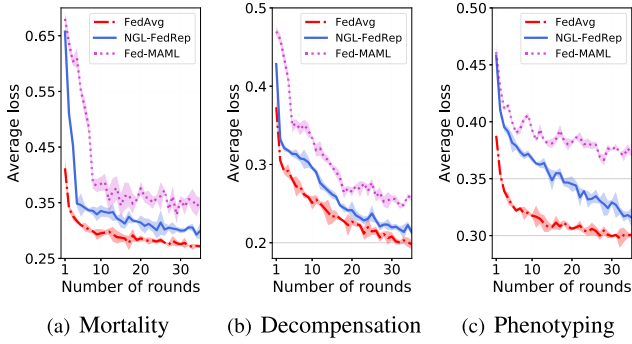 FedAvg
NGL-FedRep
Fed-MAML
Average loss
0.65
0.55
0.45
0.35
0.25
1 10 20 30
Number of rounds
(a) Mortality
FedAvg
NGL-FedRep
Fed-MAML
Average loss
0.5
0.4
0.3
0.2
1 10 20 30
Number of rounds
(b) Decompensation
FedAvg
NGL-FedRep
Fed-MAML
Average loss
0.50
0.45
0.40
0.35
0.30
1 10 20 30
Number of rounds
(c) Phenotyping